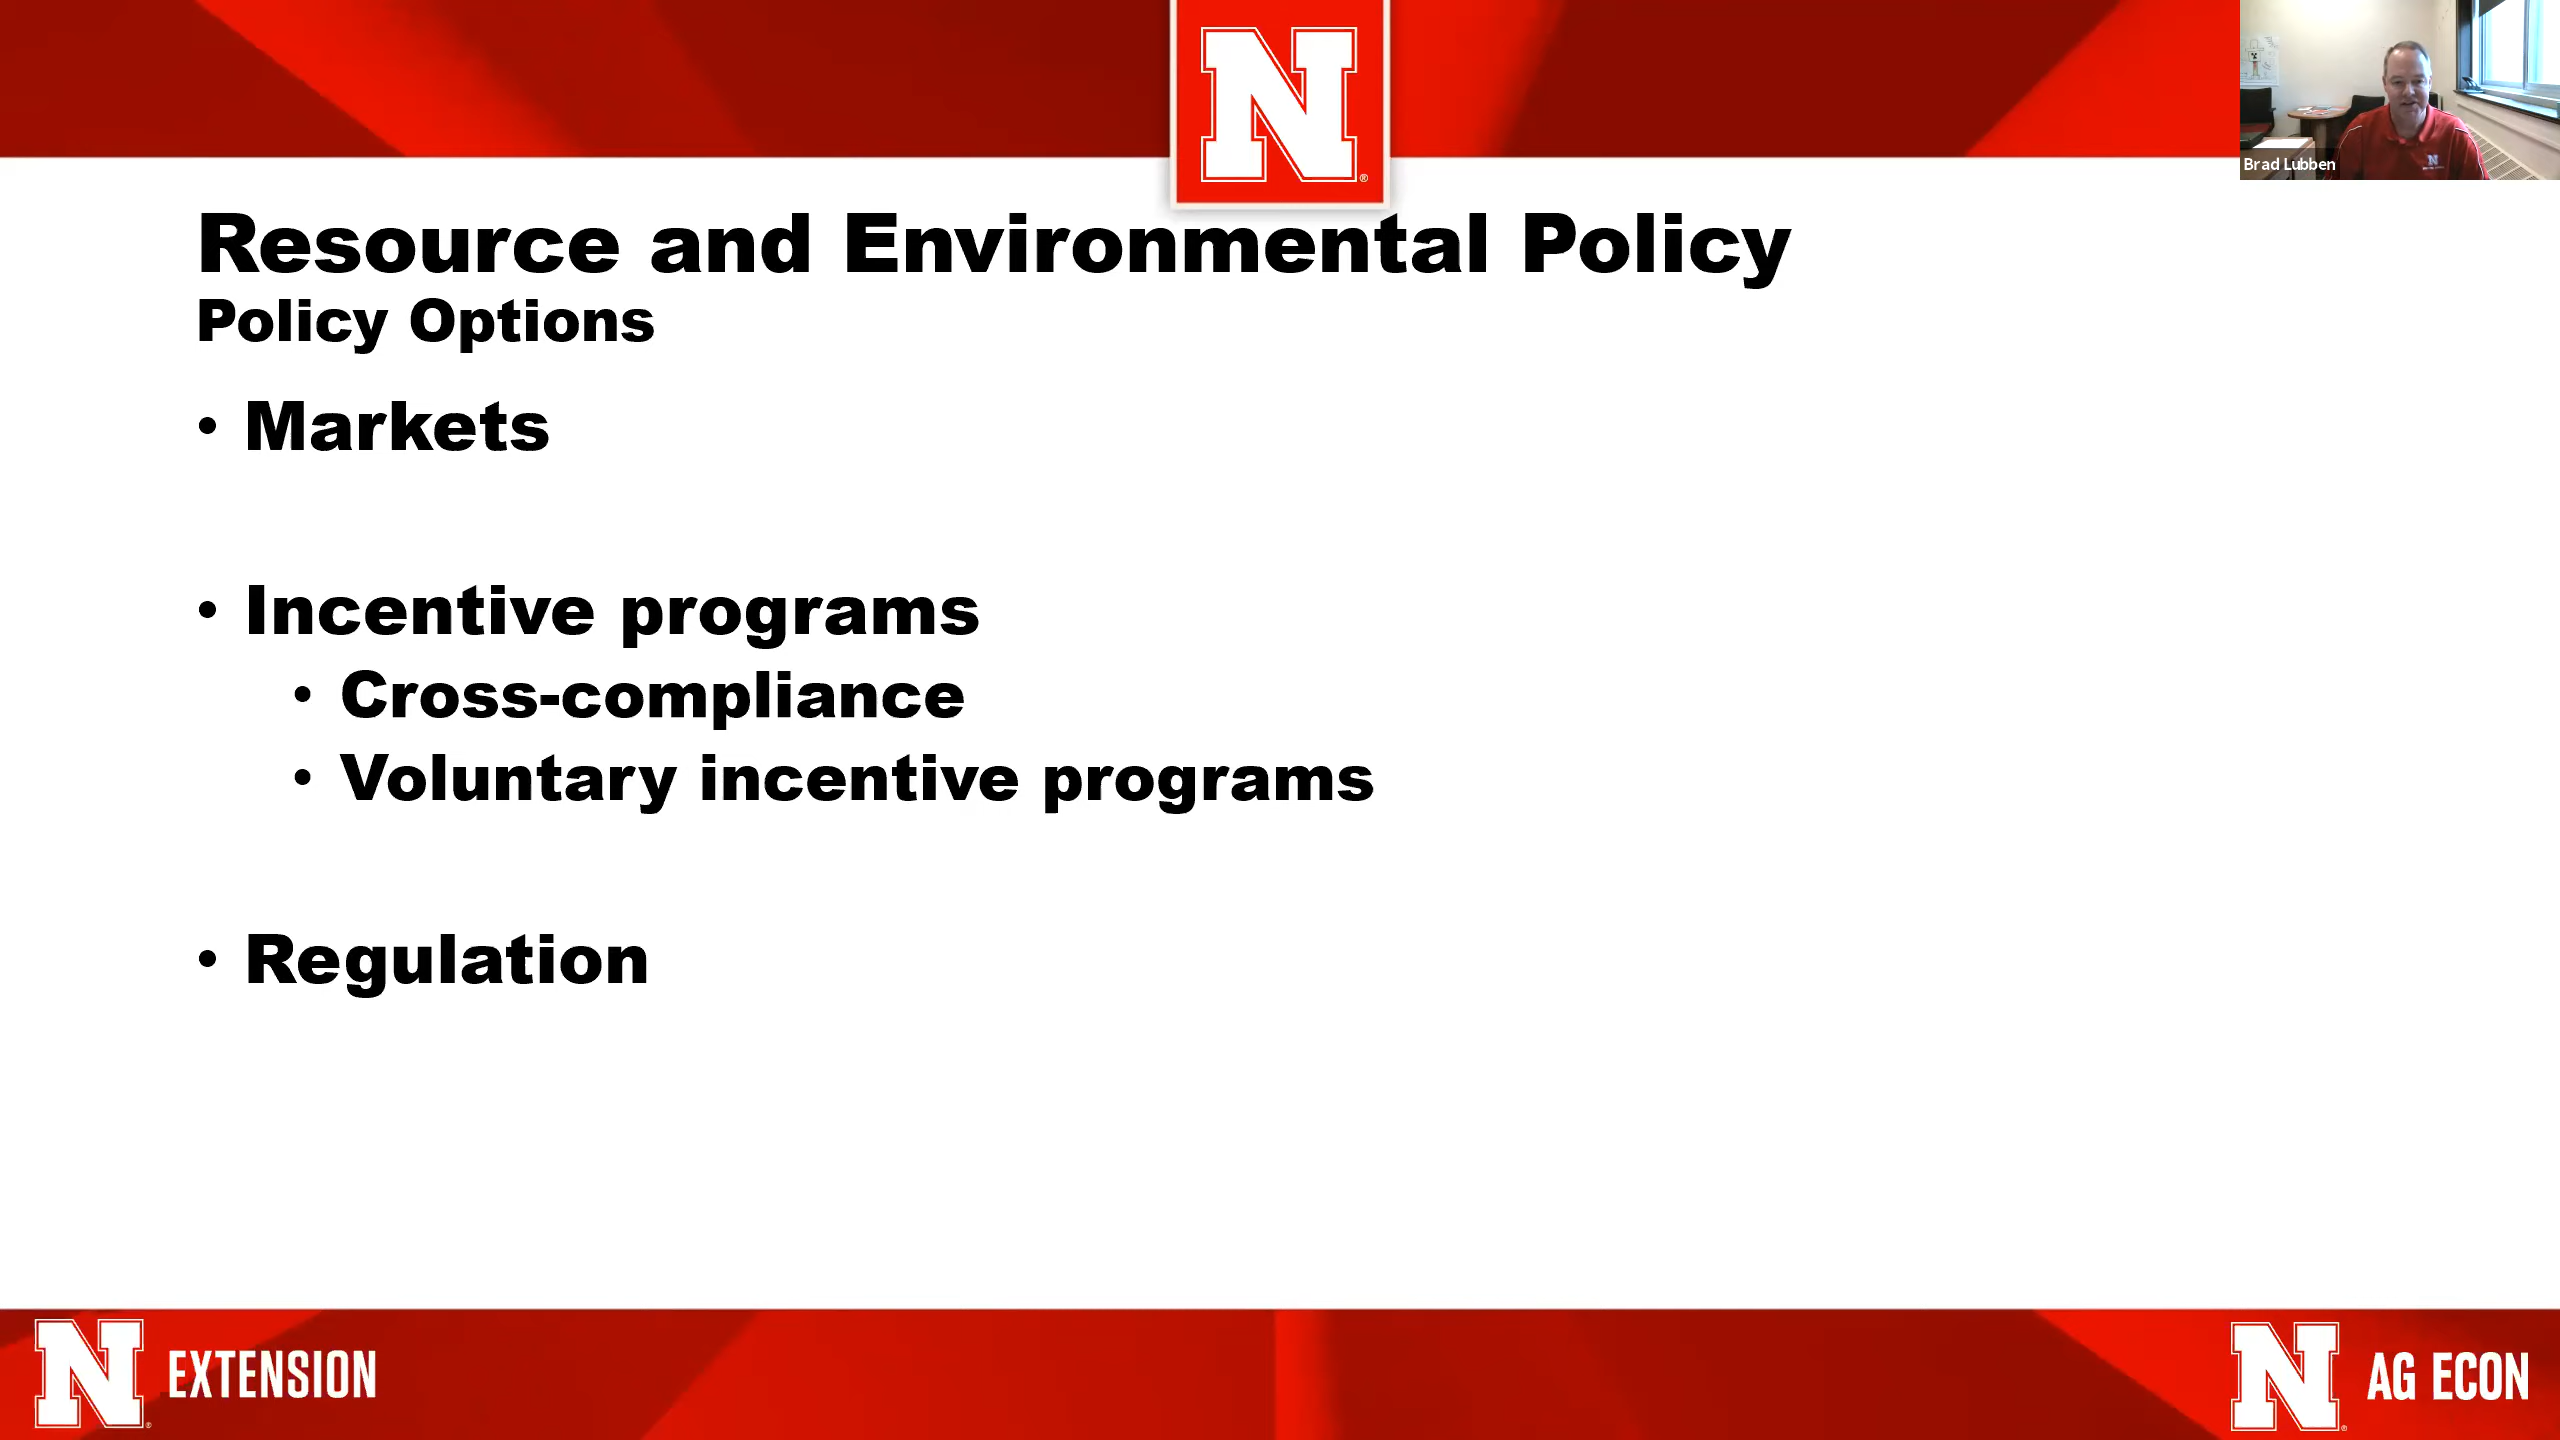 N
Brad Lubben
N
Resource and Environmental Policy
Policy Options
• Markets
• Incentive programs
• Cross-compliance
• Voluntary incentive programs
• Regulation
N EXTENSION
N AG ECON